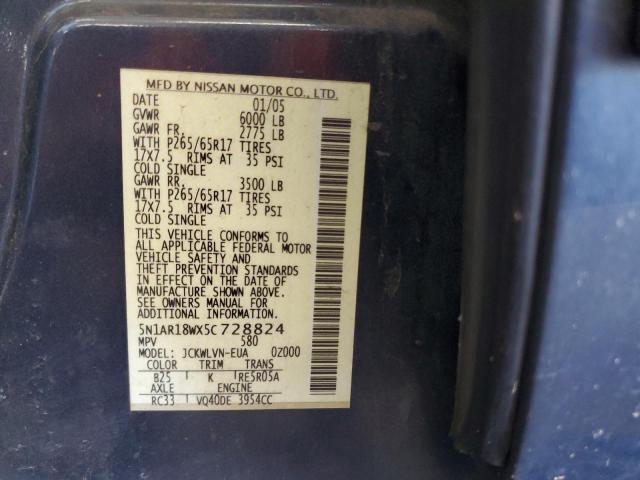 MFD BY NISSAN MOTOR CO., LTD.
DATE 01/05
GVWR 6000 LB
GAWR FR. 2775 LB
WITH P265/65R17 TIRES
17X7.5 RIMS AT 35 PSI
COLD SINGLE
GAWR RR. 3500 LB
WITH P265/65R17 TIRES
17X7.5 RIMS AT 35 PSI
COLD SINGLE
THIS VEHICLE CONFORMS TO
ALL APPLICABLE FEDERAL MOTOR
VEHICLE SAFETY AND
THEFT PREVENTION STANDARDS
IN EFFECT ON THE DATE OF
MANUFACTURE SHOWN ABOVE.
SEE OWNERS MANUAL FOR
ADDITIONAL INFORMATION.
5N1AR18WX5C728824
MPV 580
MODEL: JCKWLVN-EUA 0Z000
COLOR TRIM TRANS
B25 K RE5R05A
AXLE ENGINE
RC33 VQ40DE 3954CC